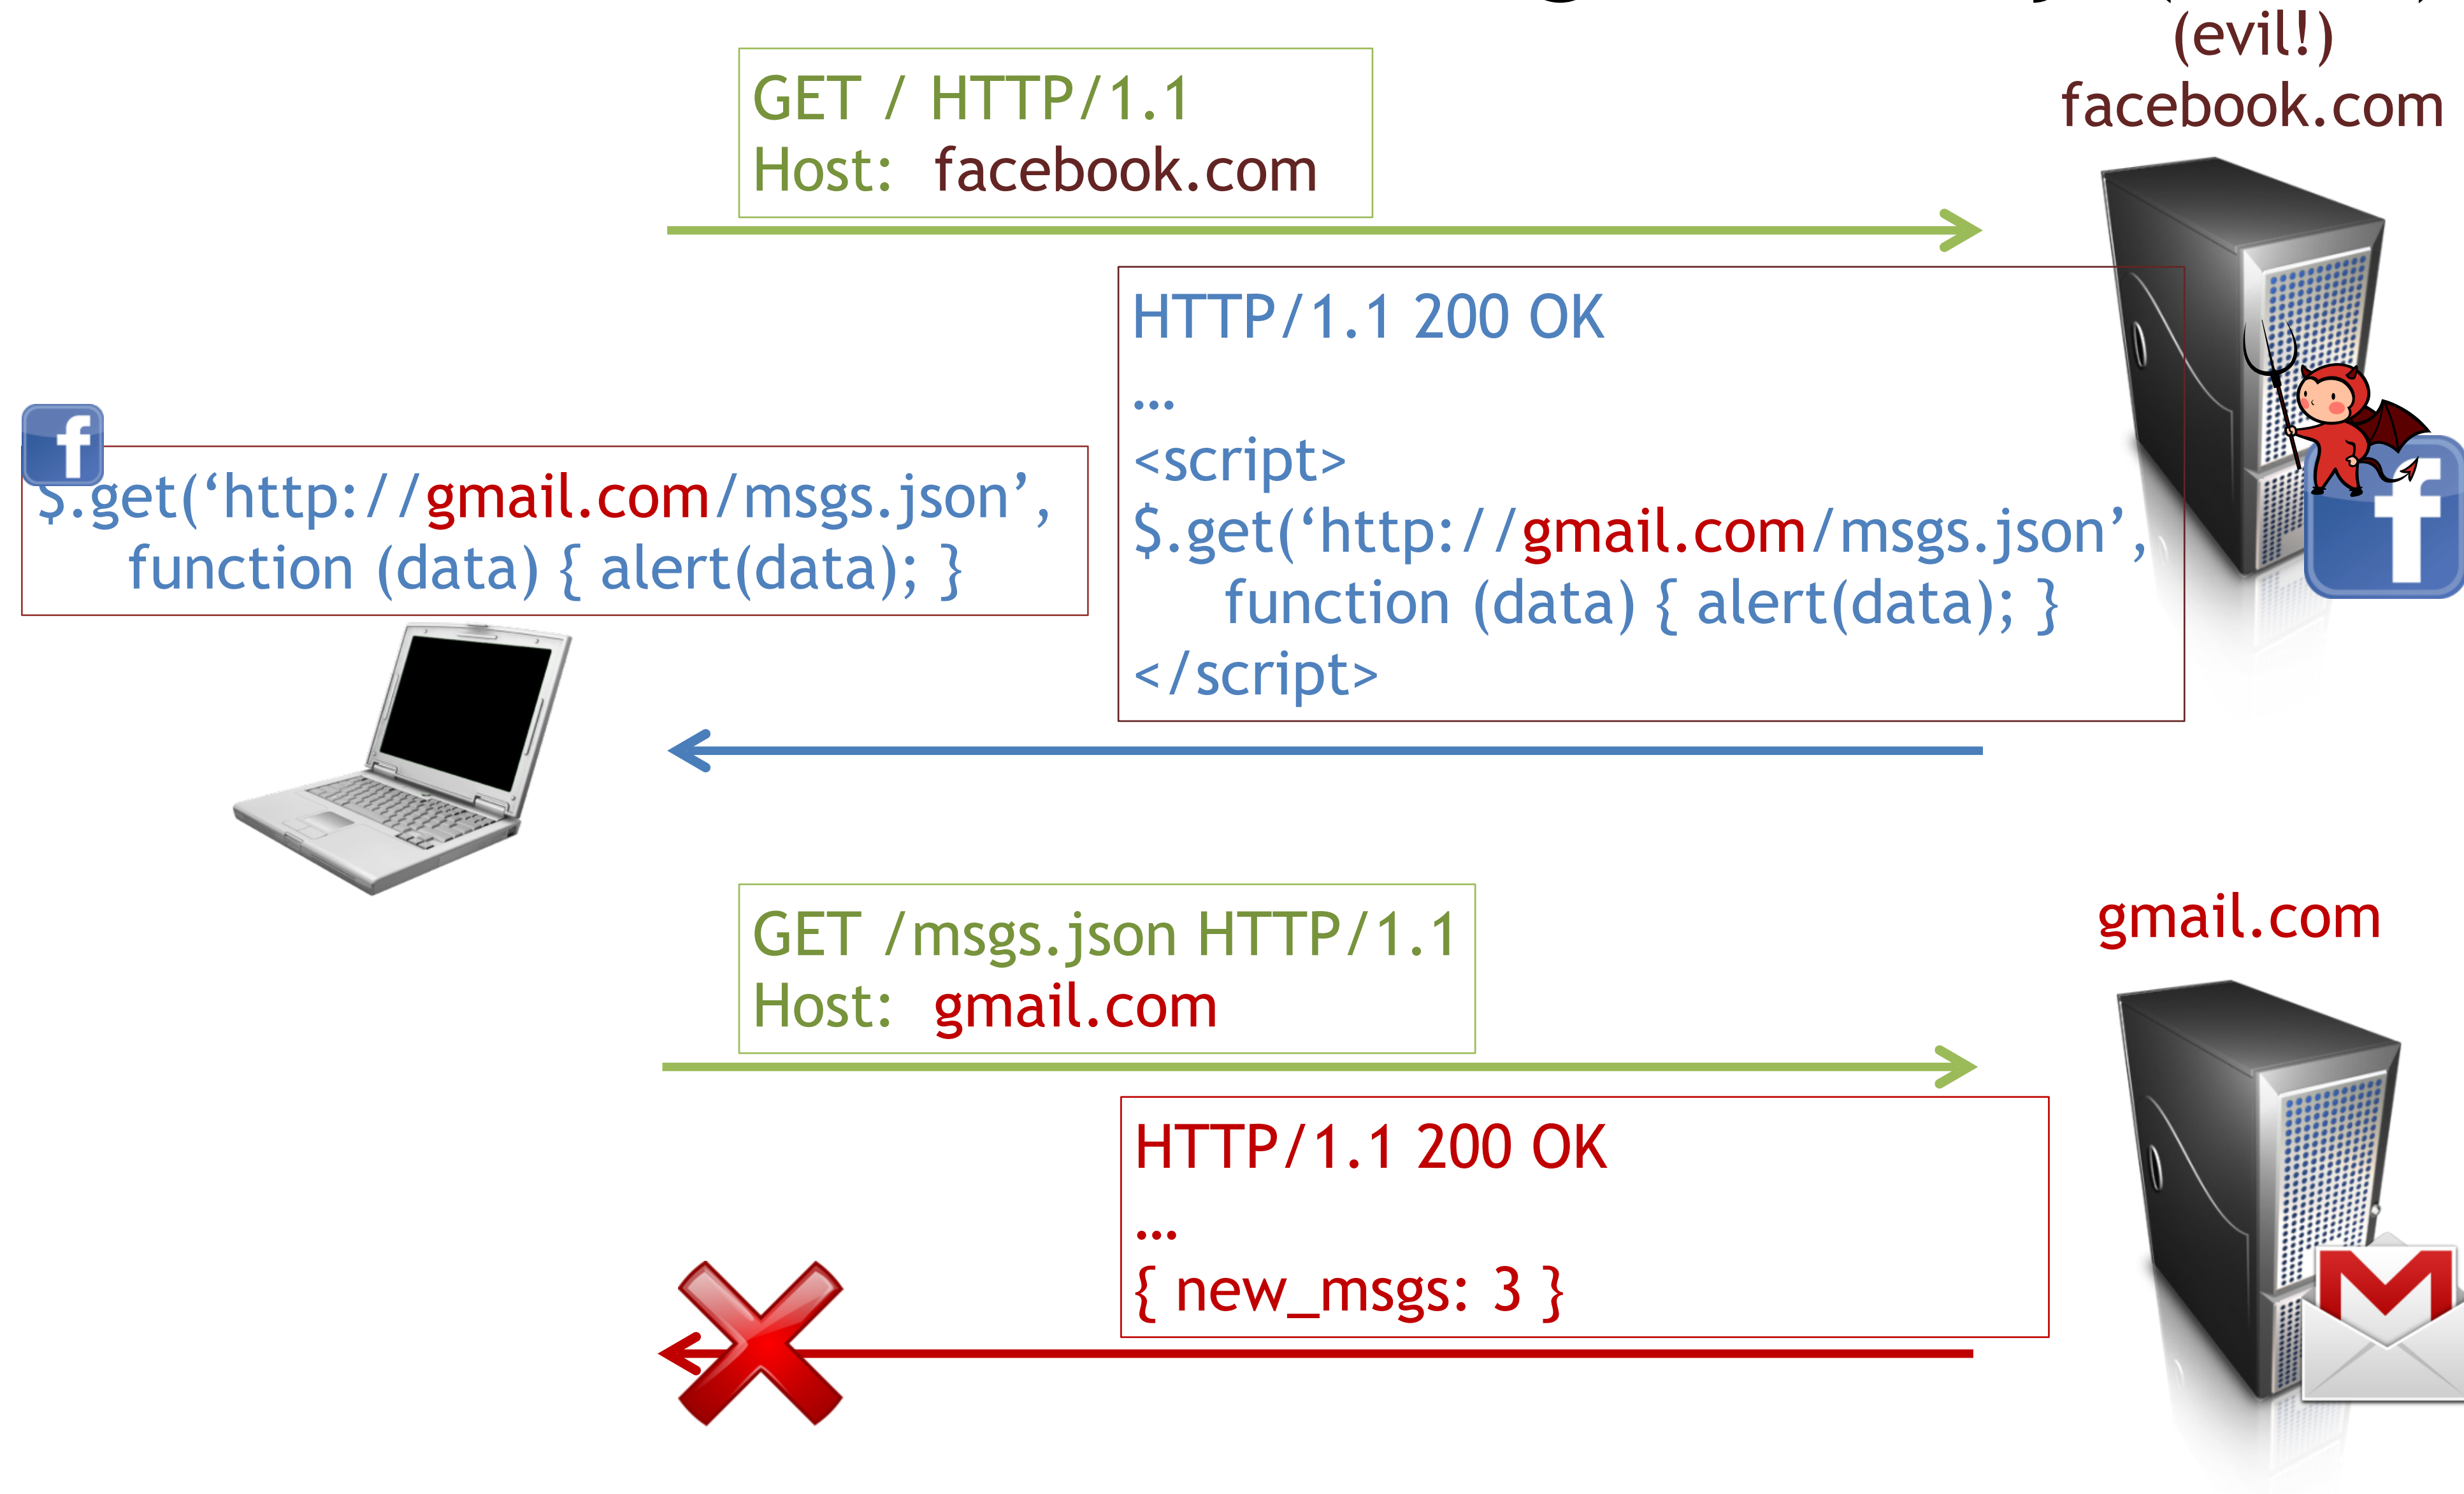 (evil!)
facebook.com
GET / HTTP/1.1
Host: facebook.com
HTTP/1.1 200 OK
...
<script>
$.get(‘http://gmail.com/msgs.json’,
function (data) { alert(data); }
</script>
f
f
$.get(‘http://gmail.com/msgs.json’,
function (data) { alert(data); }
gmail.com
GET /msgs.json HTTP/1.1
Host: gmail.com
HTTP/1.1 200 OK
...
{ new_msgs: 3 }